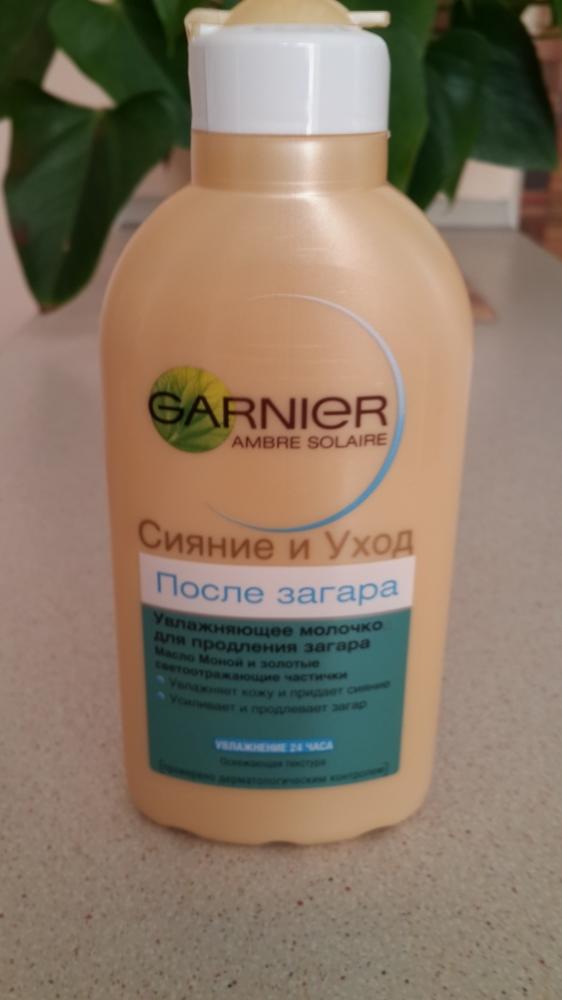 GARNIER
AMBRE SOLAIRE
Сияние и Уход
После загара
Увлажняющее молочко
для продления загара
Масло Моной и золотые
светоотражающие частички
Увлажняет кожу и придает сияние
Усиливает и продлевает загар
УВЛАЖНЕНИЕ 24 ЧАСА
Освежающая текстура
(проверено дерматологическим контролем)